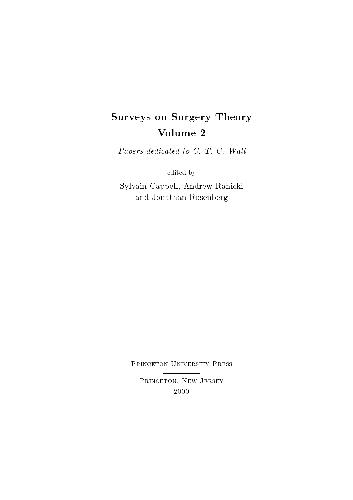 Surveys on Surgery Theory
Volume 2
Papers dedicated to C. T. C. Wall
edited by
Sylvain Cappell, Andrew Ranicki
and Jonathan Rosenberg
Princeton University Press
Princeton, New Jersey
2000